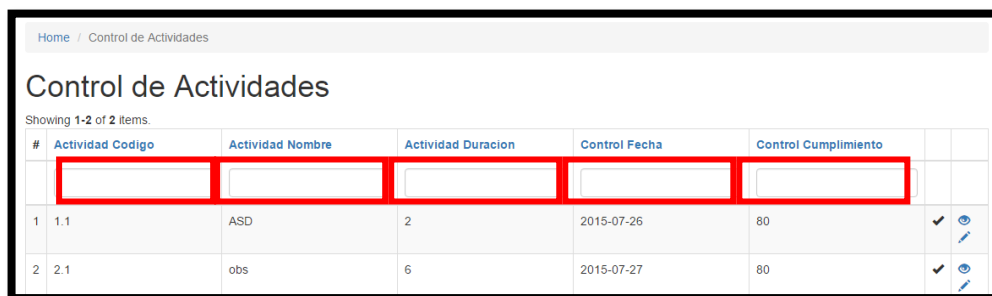 Home / Control de Actividades
Control de Actividades
Showing 1-2 of 2 items.
# Actividad Codigo Actividad Nombre Actividad Duracion Control Fecha Control Cumplimiento
1 1.1 ASD 2 2015-07-26 80
2 2.1 obs 6 2015-07-27 80